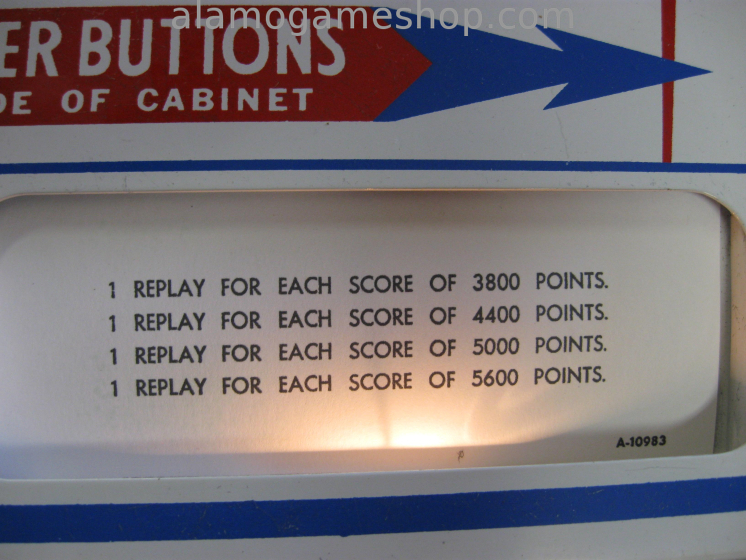 alamogameshop.com
ER BUTTONS
DE OF CABINET
1 REPLAY FOR EACH SCORE OF 3800 POINTS.
1 REPLAY FOR EACH SCORE OF 4400 POINTS.
1 REPLAY FOR EACH SCORE OF 5000 POINTS.
1 REPLAY FOR EACH SCORE OF 5600 POINTS.
A-10983